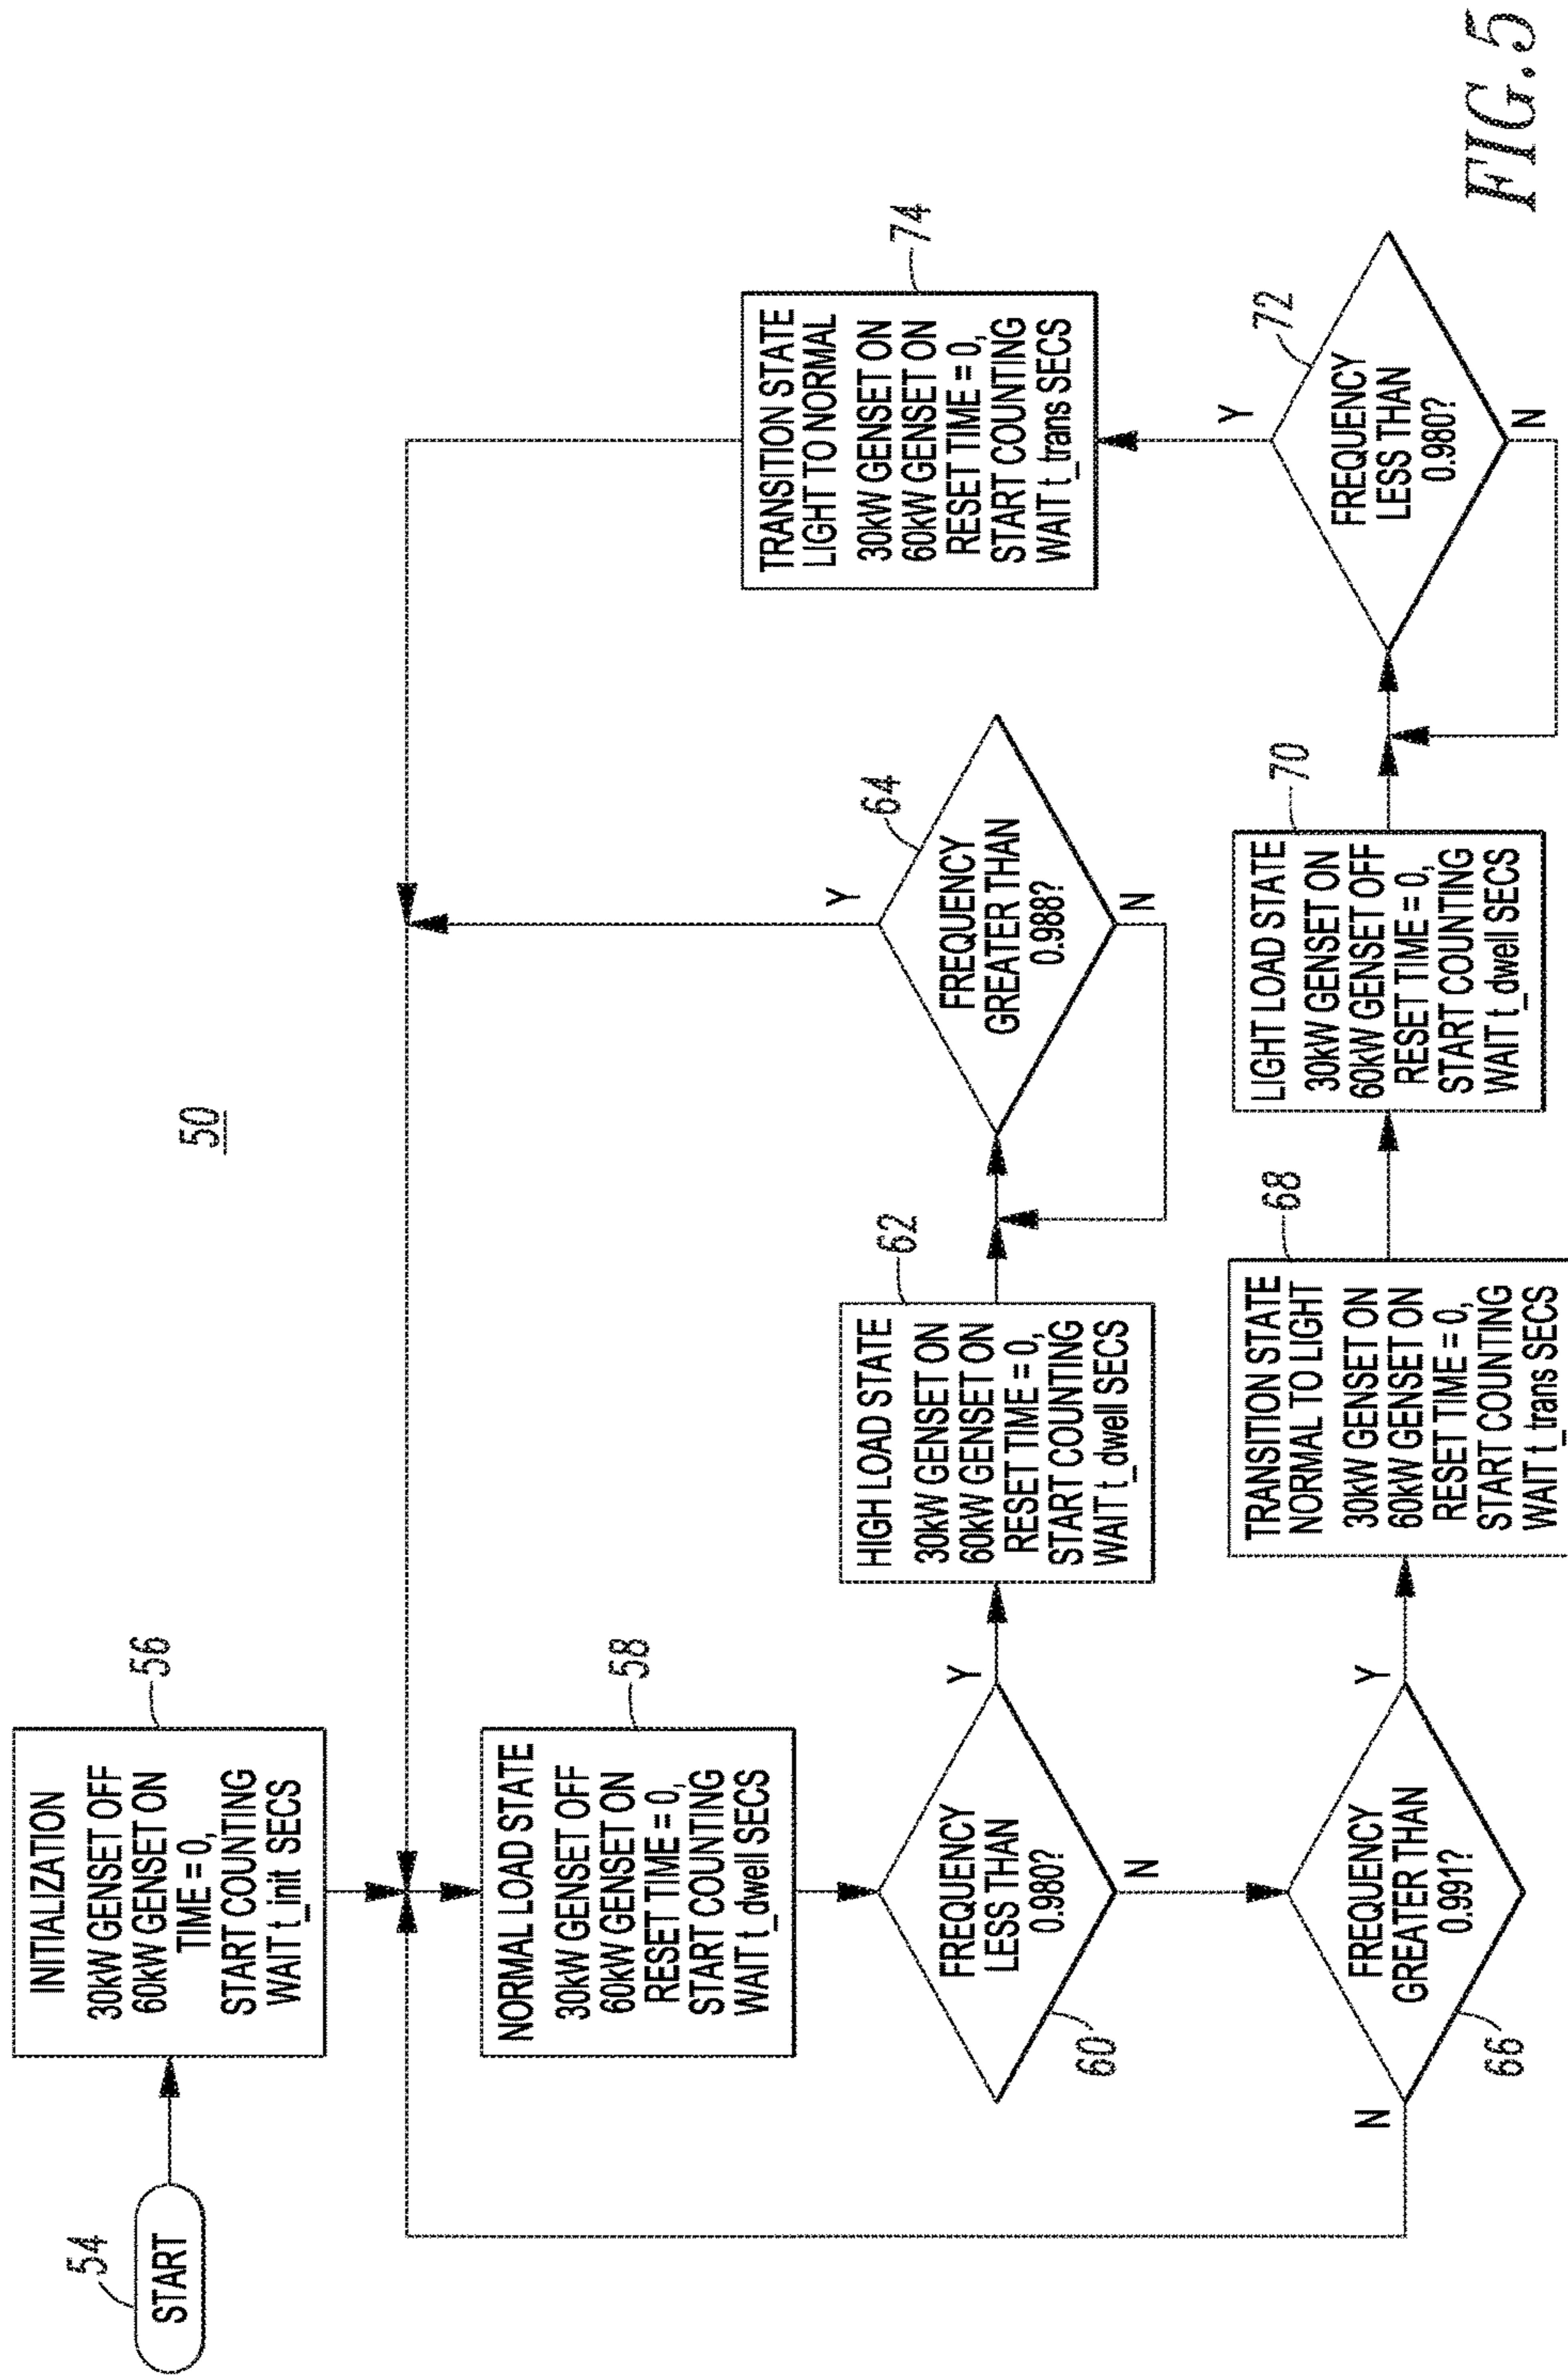 50
54
START
INITIALIZATION
30kW GENSET OFF
60kW GENSET ON
TIME = 0,
START COUNTING
WAIT t_init SECS
56
NORMAL LOAD STATE
30kW GENSET OFF
60kW GENSET ON
RESET TIME = 0,
START COUNTING
WAIT t_dwell SECS
58
FREQUENCY
LESS THAN
0.980?
60
Y
N
HIGH LOAD STATE
30kW GENSET ON
60kW GENSET ON
RESET TIME = 0,
START COUNTING
WAIT t_dwell SECS
62
FREQUENCY
GREATER THAN
0.988?
64
Y
N
FREQUENCY
GREATER THAN
0.991?
66
N
Y
TRANSITION STATE
NORMAL TO LIGHT
30kW GENSET ON
60kW GENSET ON
RESET TIME = 0,
START COUNTING
WAIT t_trans SECS
68
LIGHT LOAD STATE
30kW GENSET ON
60kW GENSET OFF
RESET TIME = 0,
START COUNTING
WAIT t_dwell SECS
70
FREQUENCY
LESS THAN
0.980?
72
Y
N
TRANSITION STATE
LIGHT TO NORMAL
30kW GENSET ON
60kW GENSET ON
RESET TIME = 0,
START COUNTING
WAIT t_trans SECS
74
FIG.5